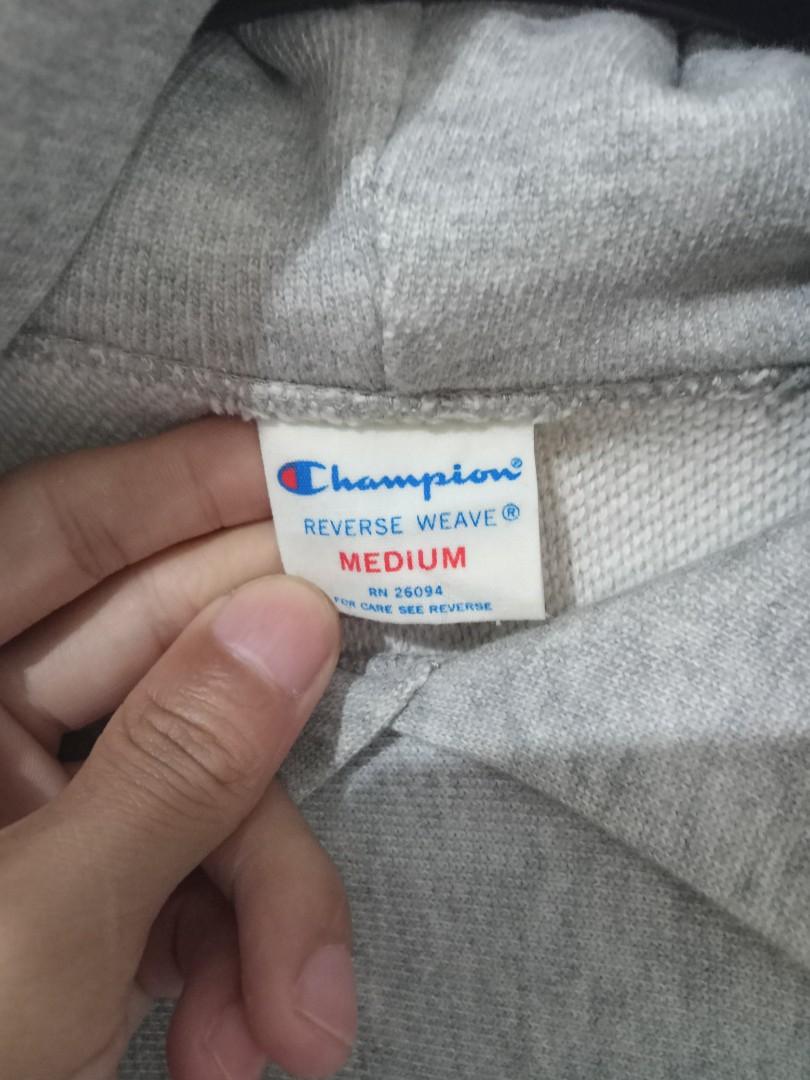 Champion®
REVERSE WEAVE®
MEDIUM
RN 26094
FOR CARE SEE REVERSE